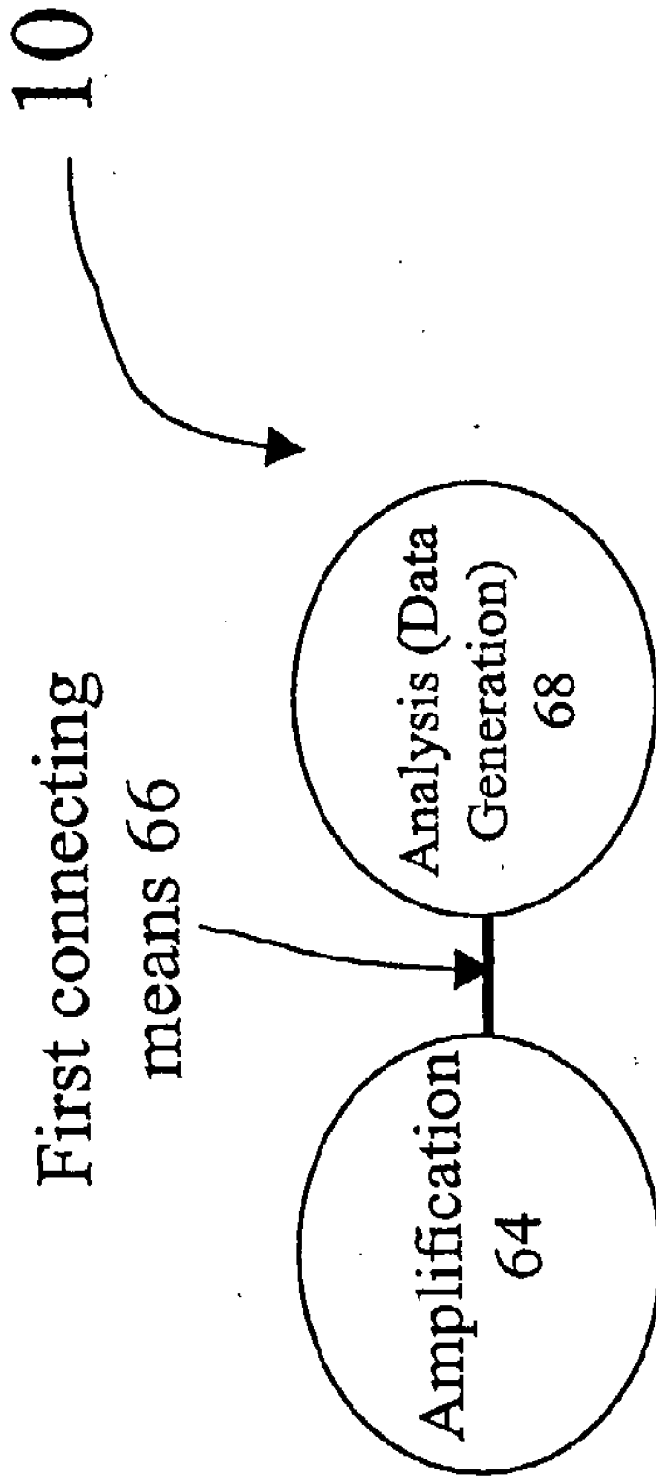 10
First connecting
means 66
Amplification
64
Analysis (Data
Generation)
68